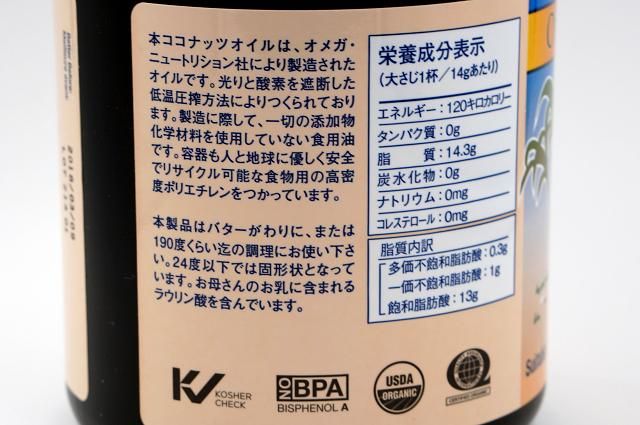 本ココナッツオイルは、オメガ・
ニュートリション社により製造された
オイルです。光りと酸素を遮断した
低温圧搾方法によりつくられており
ます。製造に際して、一切の添加物
化学材料を使用していない食用油
です。容器も人と地球に優しく安全
でリサイクル可能な食物用の高密
度ポリエチレンをつかっています。
本製品はバターがわりに、または
190度くらい迄の調理にお使い下さ
い。24度以下では固形状となって
います。お母さんのお乳に含まれる
ラウリン酸を含んでいます。
栄養成分表示
(大さじ1杯/14gあたり)
エネルギー:120キロカロリー
タンパク質:0g
脂 質:14.3g
炭水化物:0g
ナトリウム:0mg
コレステロール:0mg
脂質内訳
多価不飽和脂肪酸:0.3g
一価不飽和脂肪酸:1g
飽和脂肪酸:13g
KV KOSHER
CHECK
NO BPA
BISPHENOL A
USDA
ORGANIC
Q
CERTIFIED ORGANIC